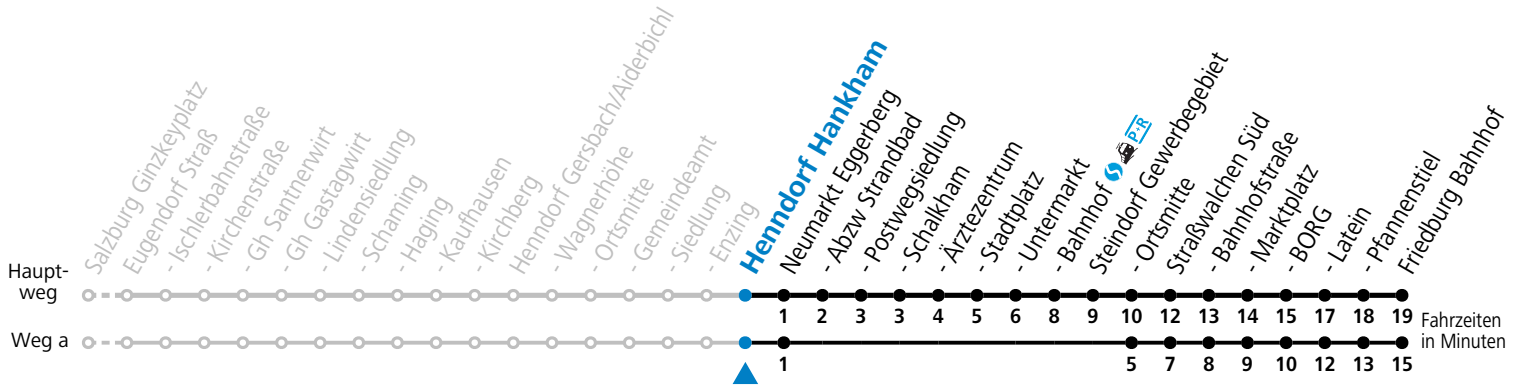 Salzburg Ginzkeyplatz
Eugendorf Straß
- Ischlerbahnstraße
- Kirchenstraße
- Gh Santnerwirt
- Gh Gastagwirt
- Lindensiedlung
- Schaming
- Haging
- Kaufhausen
- Kirchberg
Henndorf Gersbach/Aiderbichl
- Wagnerhöhe
- Ortsmitte
- Gemeindeamt
- Siedlung
- Enzing
Henndorf Hankham
Neumarkt Eggerberg
- Abzw Strandbad
- Postwegsiedlung
- Schalkham
- Ärztezentrum
- Stadtplatz
- Untermarkt
- Bahnhof P+R
Steindorf Gewerbegebiet
- Ortsmitte
Straßwalchen Süd
- Bahnhofstraße
- Marktplatz
- BORG
- Latein
- Pfannenstiel
Friedburg Bahnhof
Haupt-
weg
1 2 3 3 4 5 6 8 9 10 12 13 14 15 17 18 19
Fahrzeiten
in Minuten
Weg a
1 5 7 8 9 10 12 13 15